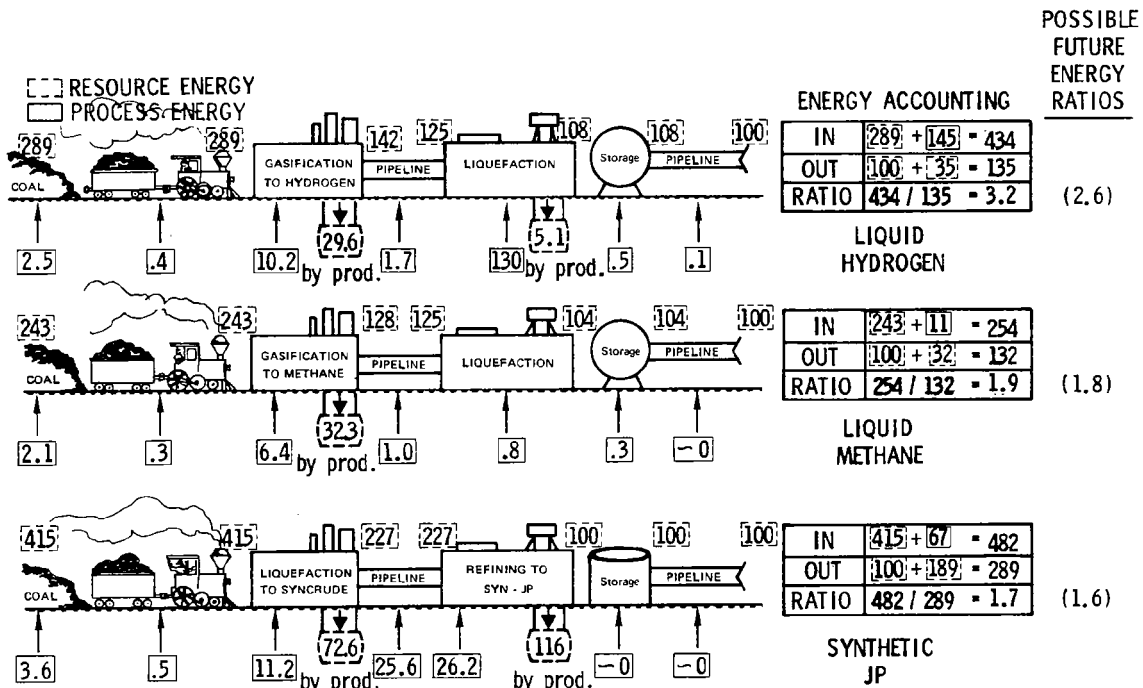 POSSIBLE
FUTURE
ENERGY
RATIOS
RESOURCE ENERGY
PROCESS ENERGY
ENERGY ACCOUNTING
289 289 142 125 108 108 100
COAL
GASIFICATION
TO HYDROGEN
PIPELINE
LIQUEFACTION
Storage
PIPELINE
IN 289 + 145 = 434
OUT 100 + 35 = 135
RATIO 434 / 135 = 3.2
(2.6)
2.5 .4 10.2 29.6 1.7 130 5.1 .5 .1
by prod. by prod.
LIQUID
HYDROGEN
243 243 128 125 104 104 100
COAL
GASIFICATION
TO METHANE
PIPELINE
LIQUEFACTION
Storage
PIPELINE
IN 243 + 11 = 254
OUT 100 + 32 = 132
RATIO 254 / 132 = 1.9
(1.8)
2.1 .3 6.4 32.3 1.0 .8 .3 ~0
by prod.
LIQUID
METHANE
415 415 227 227 100 100 100
COAL
LIQUEFACTION
TO SYNCRUDE
PIPELINE
REFINING TO
SYN - JP
Storage
PIPELINE
IN 415 + 67 = 482
OUT 100 + 189 = 289
RATIO 482 / 289 = 1.7
(1.6)
3.6 .5 11.2 72.6 25.6 26.2 116 ~0 ~0
by prod. by prod.
SYNTHETIC
JP